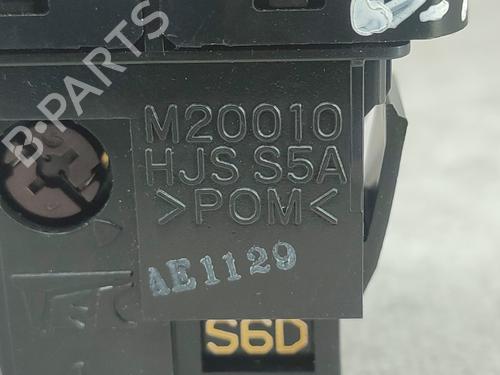 B-PARTS
M20010
HJS S5A
>POM<
AE1129
S6D